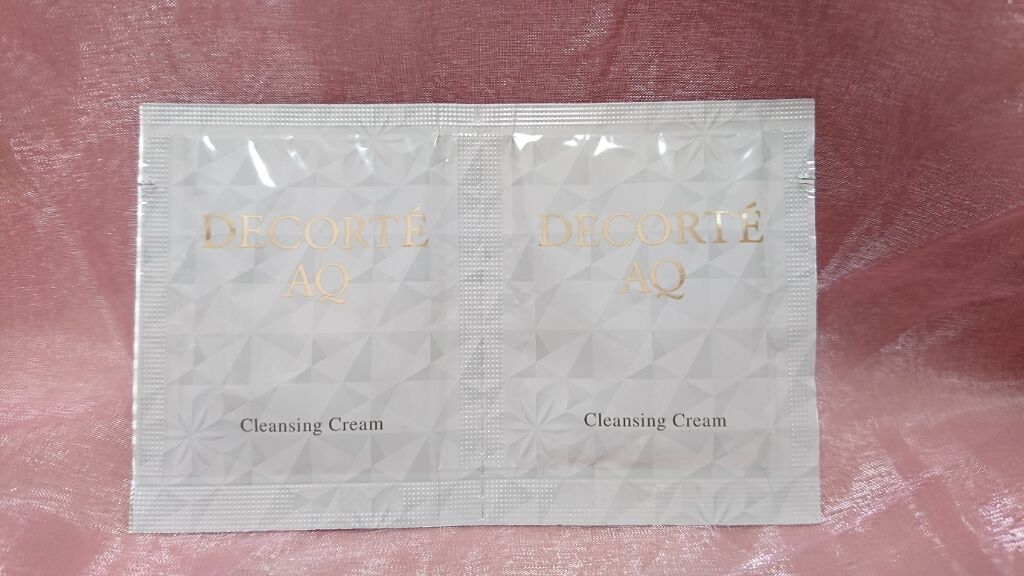 DECORTÉ
AQ
Cleansing Cream
DECORTÉ
AQ
Cleansing Cream